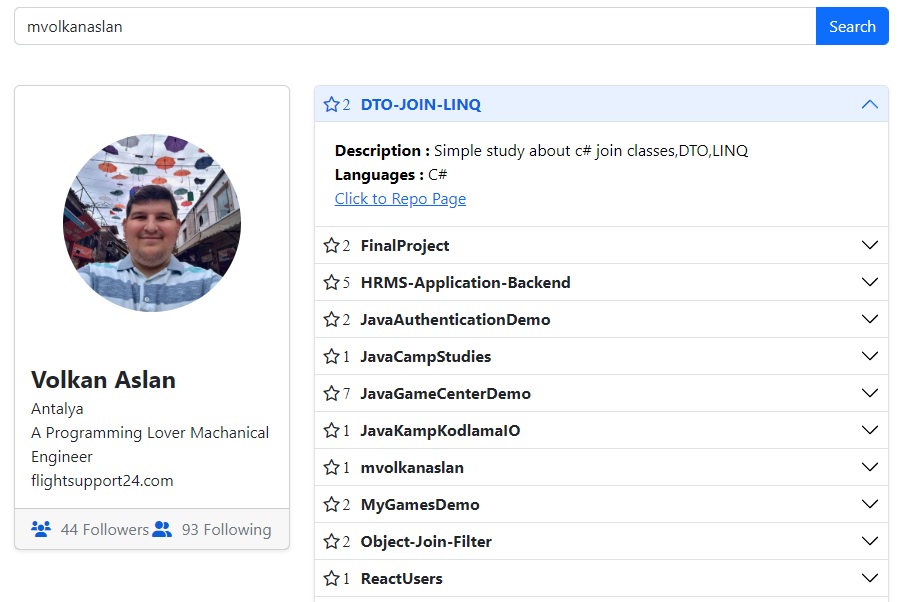 mvolkanaslan
Search
Volkan Aslan
Antalya
A Programming Lover Machanical
Engineer
flightsupport24.com
44 Followers 93 Following
2 DTO-JOIN-LINQ
Description : Simple study about c# join classes,DTO,LINQ
Languages : C#
Click to Repo Page
2 FinalProject
5 HRMS-Application-Backend
2 JavaAuthenticationDemo
1 JavaCampStudies
7 JavaGameCenterDemo
1 JavaKampKodlamaIO
1 mvolkanaslan
2 MyGamesDemo
2 Object-Join-Filter
1 ReactUsers